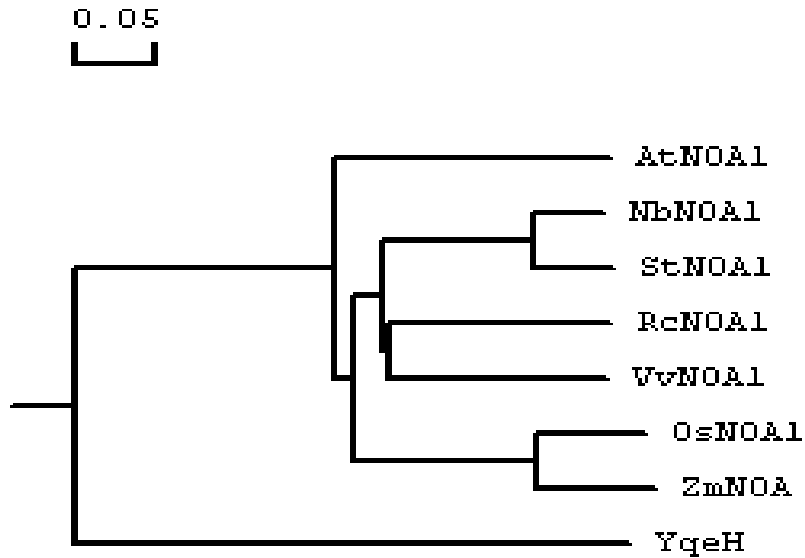 0.05
AtNOA1
NbNOA1
StNOA1
RcNOA1
VvNOA1
OsNOA1
ZmNOA
YqeH